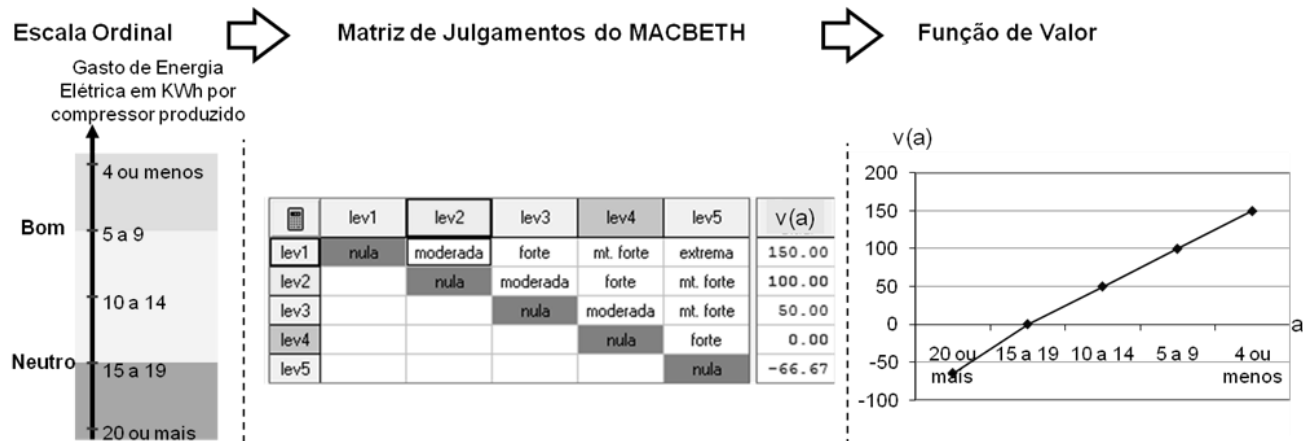 Escala Ordinal
Matriz de Julgamentos do MACBETH
Função de Valor
Gasto de Energia
Elétrica em KWh por
compressor produzido
4 ou menos
Bom
5 a 9
10 a 14
Neutro
15 a 19
20 ou mais
lev1 lev2 lev3 lev4 lev5 v(a)
lev1 nula moderada forte mt. forte extrema 150.00
lev2 nula moderada forte mt. forte 100.00
lev3 nula moderada mt. forte 50.00
lev4 nula forte 0.00
lev5 nula -66.67
v(a)
200
150
100
50
0
-50
-100
a
20 ou mais
15 a 19
10 a 14
5 a 9
4 ou
menos